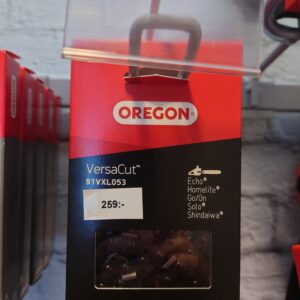 OREGON
VersaCut™
91VXL053
259:-
Echo®
Homelite®
Go/On
Solo®
Shindaiwa®